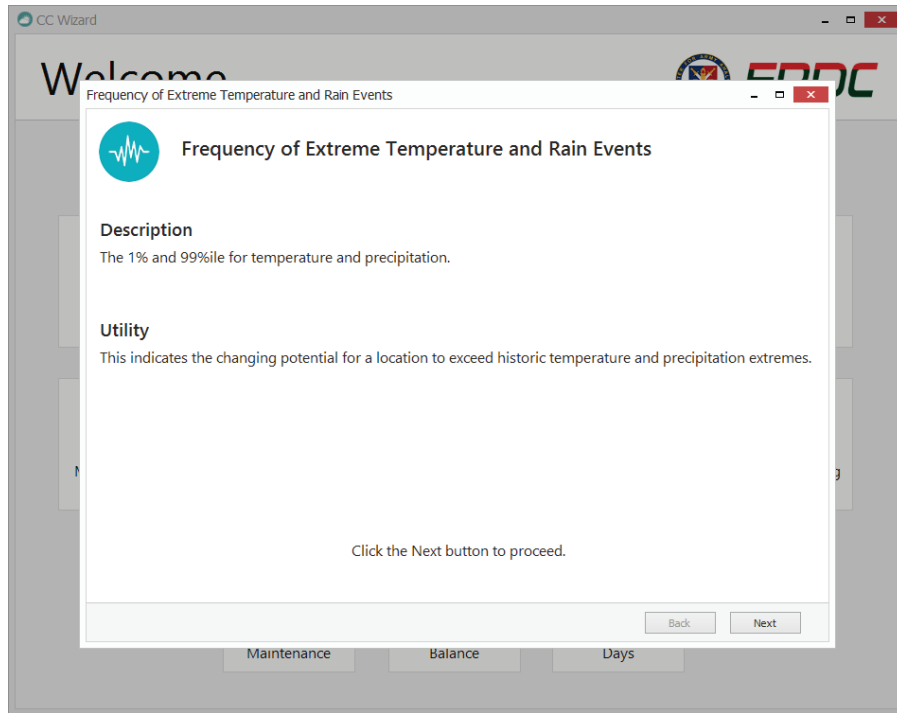 CC Wizard
Welcome
Frequency of Extreme Temperature and Rain Events
Frequency of Extreme Temperature and Rain Events
Description
The 1% and 99%ile for temperature and precipitation.
Utility
This indicates the changing potential for a location to exceed historic temperature and precipitation extremes.
Click the Next button to proceed.
Back Next
Maintenance Balance Days